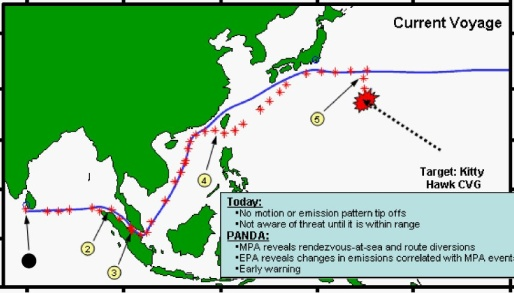 Current Voyage
5
4
2
3
Target: Kitty
Hawk CVG
Today:
•No motion or emission pattern tip offs
•Not aware of threat until it is within range
PANDA:
•MPA reveals rendezvous-at-sea and route diversions
•EPA reveals changes in emissions correlated with MPA events
•Early warning